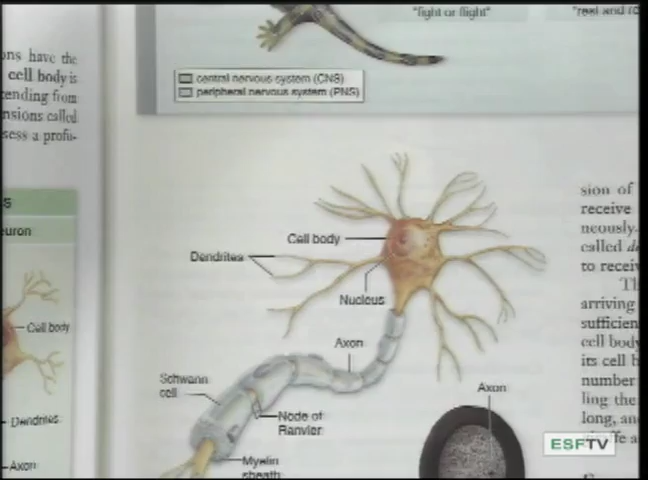 "fight or flight"
"rest and
central nervous system (CNS)
peripheral nervous system (PNS)
ons have the
cell body is
tending from
nsions called
sess a profu-
S
euron
Cell body
Dendrites
Axon
Cell body
Dendrites
Nucleus
Axon
Schwann
cell
Node of
Ranvier
Myelin
sheath
Axon
sion of
receive
neously.
called de
to receiv
Th
arriving
sufficien
cell body
its cell b
number
ling the
long, and
ESFTV